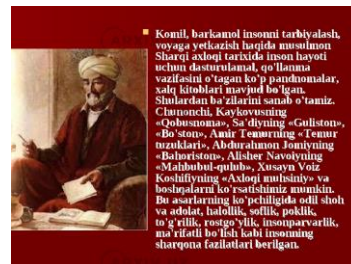 Komil, barkamol insonni tarbiyalash,
voyaga yetkazish haqida musulmon
Sharqi axloqi tarixida inson hayoti
uchun dasturulamal, qo'llanma
vazifasini o'tagan ko'p pandnomalar,
xalq kitoblari mavjud bo'lgan.
Shulardan ba'zilarini sanab o'tamiz.
Chunonchi, Kaykovusning
«Qobusnoma», Sa'diyning «Guliston»,
«Bo'ston», Amir Temurning «Temur
tuzuklari», Abdurahmon Jomiyning
«Bahoriston», Alisher Navoiyning
«Mahbubul-qulub», Xusayn Voiz
Koshifiyning «Axloqi muhsiniy» va
boshqalarni ko'rsatishimiz mumkin.
Bu asarlarning ko'pchiligida odil shoh
va adolat, halollik, soflik, poklik,
to'g'rilik, rostgo'ylik, insonparvarlik,
ma'rifatli bo'lish kabi insonning
sharqona fazilatlari berilgan.